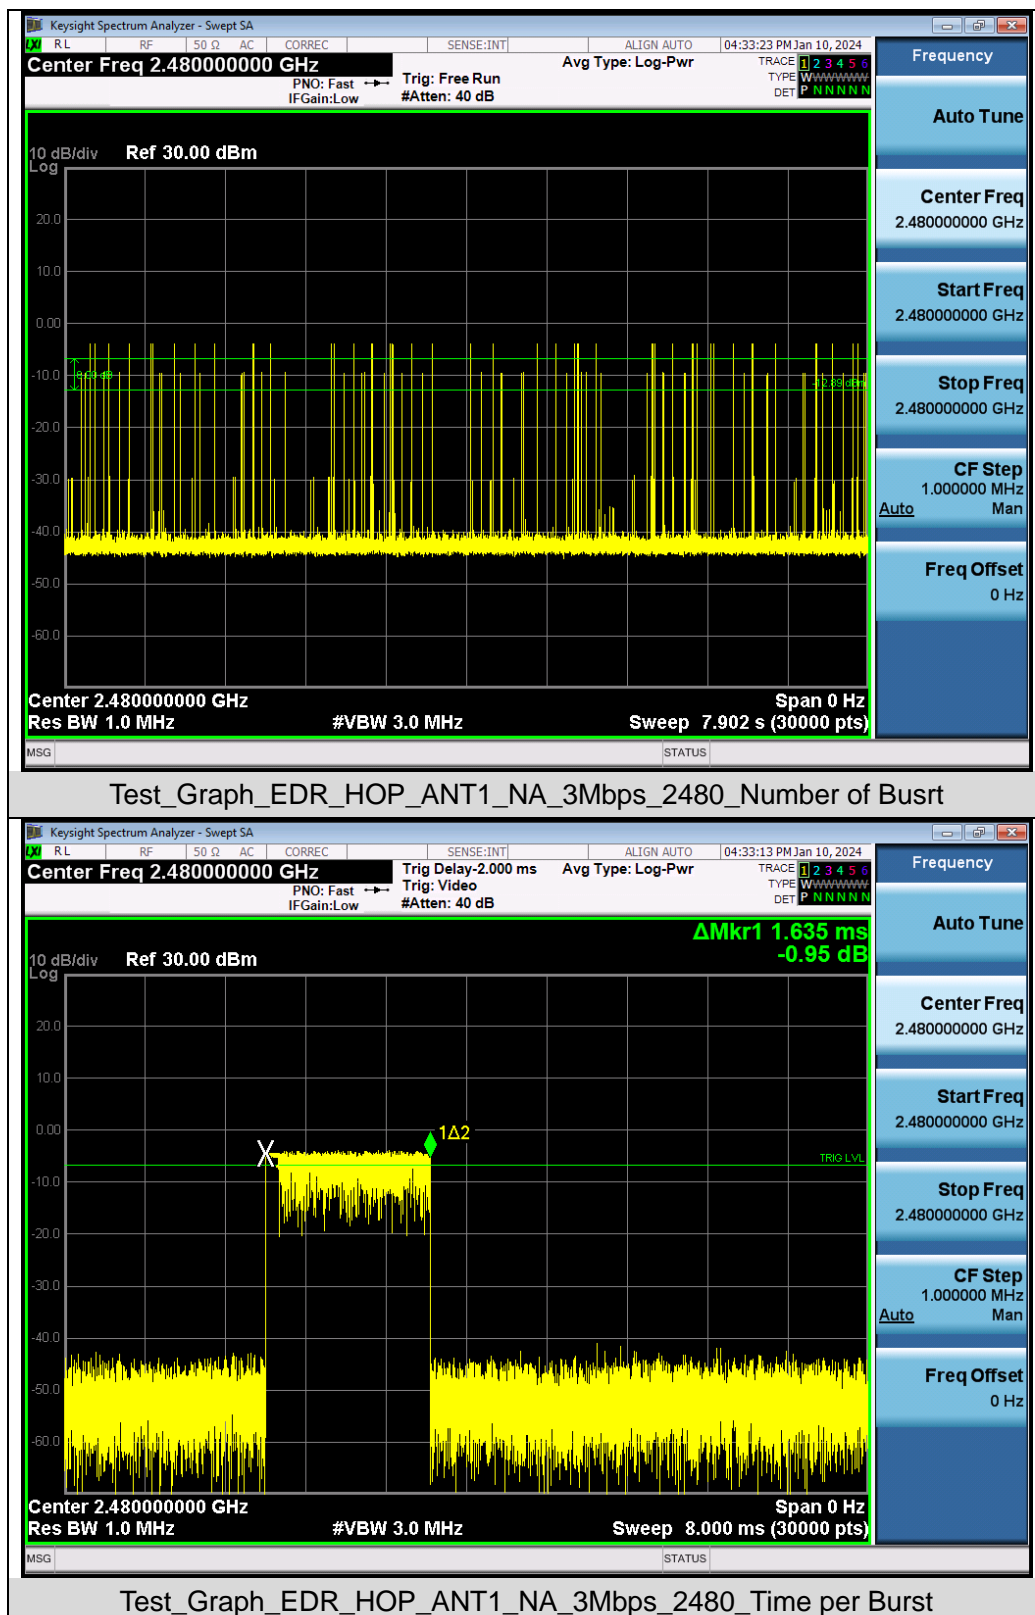 Keysight Spectrum Analyzer - Swept SA
LXI RL RF 50 Ω AC CORREC SENSE:INT ALIGN AUTO 04:33:23 PM Jan 10, 2024
Center Freq 2.480000000 GHz
PNO: Fast
IFGain:Low
Trig: Free Run
#Atten: 40 dB
Avg Type: Log-Pwr
TRACE 1 2 3 4 5 6
TYPE WWWWWW
DET P N N N N N
10 dB/div
Log
Ref 30.00 dBm
20.0
10.0
0.00
-10.0
8.00 dB
-12.89 dBm
-20.0
-30.0
-40.0
-50.0
-60.0
Center 2.480000000 GHz Span 0 Hz
Res BW 1.0 MHz #VBW 3.0 MHz Sweep 7.902 s (30000 pts)
MSG STATUS
Frequency
Auto Tune
Center Freq
2.480000000 GHz
Start Freq
2.480000000 GHz
Stop Freq
2.480000000 GHz
CF Step
1.000000 MHz
Auto Man
Freq Offset
0 Hz
Test_Graph_EDR_HOP_ANT1_NA_3Mbps_2480_Number of Busrt
Keysight Spectrum Analyzer - Swept SA
LXI RL RF 50 Ω AC CORREC SENSE:INT ALIGN AUTO 04:33:13 PM Jan 10, 2024
Center Freq 2.480000000 GHz
PNO: Fast
IFGain:Low
Trig Delay-2.000 ms
Trig: Video
#Atten: 40 dB
Avg Type: Log-Pwr
TRACE 1 2 3 4 5 6
TYPE WWWWWW
DET P N N N N N
ΔMkr1 1.635 ms
-0.95 dB
10 dB/div
Log
Ref 30.00 dBm
20.0
10.0
0.00
1Δ2
TRIG LVL
-10.0
-20.0
-30.0
-40.0
-50.0
-60.0
Center 2.480000000 GHz Span 0 Hz
Res BW 1.0 MHz #VBW 3.0 MHz Sweep 8.000 ms (30000 pts)
MSG STATUS
Frequency
Auto Tune
Center Freq
2.480000000 GHz
Start Freq
2.480000000 GHz
Stop Freq
2.480000000 GHz
CF Step
1.000000 MHz
Auto Man
Freq Offset
0 Hz
Test_Graph_EDR_HOP_ANT1_NA_3Mbps_2480_Time per Burst